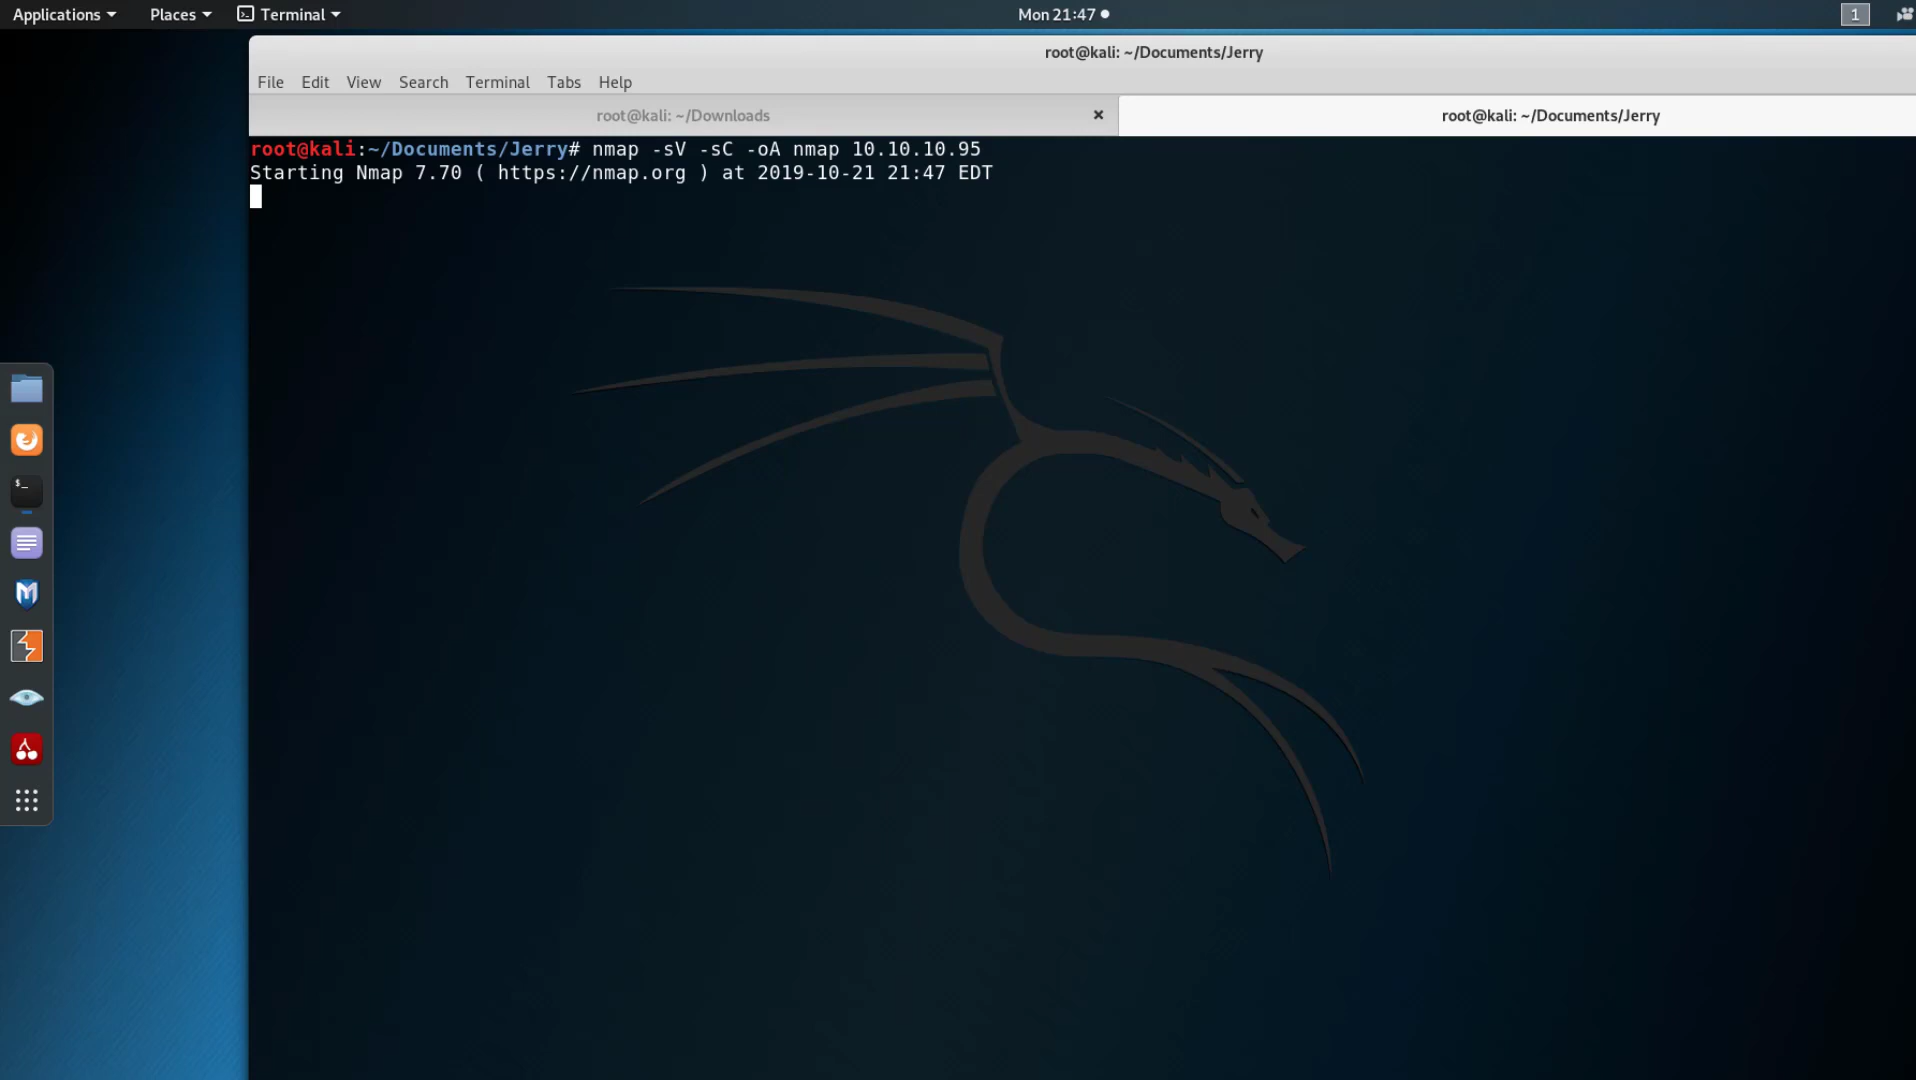 Applications Places Terminal Mon 21:47 1
root@kali: ~/Documents/Jerry
File Edit View Search Terminal Tabs Help
root@kali: ~/Downloads × root@kali: ~/Documents/Jerry
root@kali:~/Documents/Jerry# nmap -sV -sC -oA nmap 10.10.10.95
Starting Nmap 7.70 ( https://nmap.org ) at 2019-10-21 21:47 EDT
$_